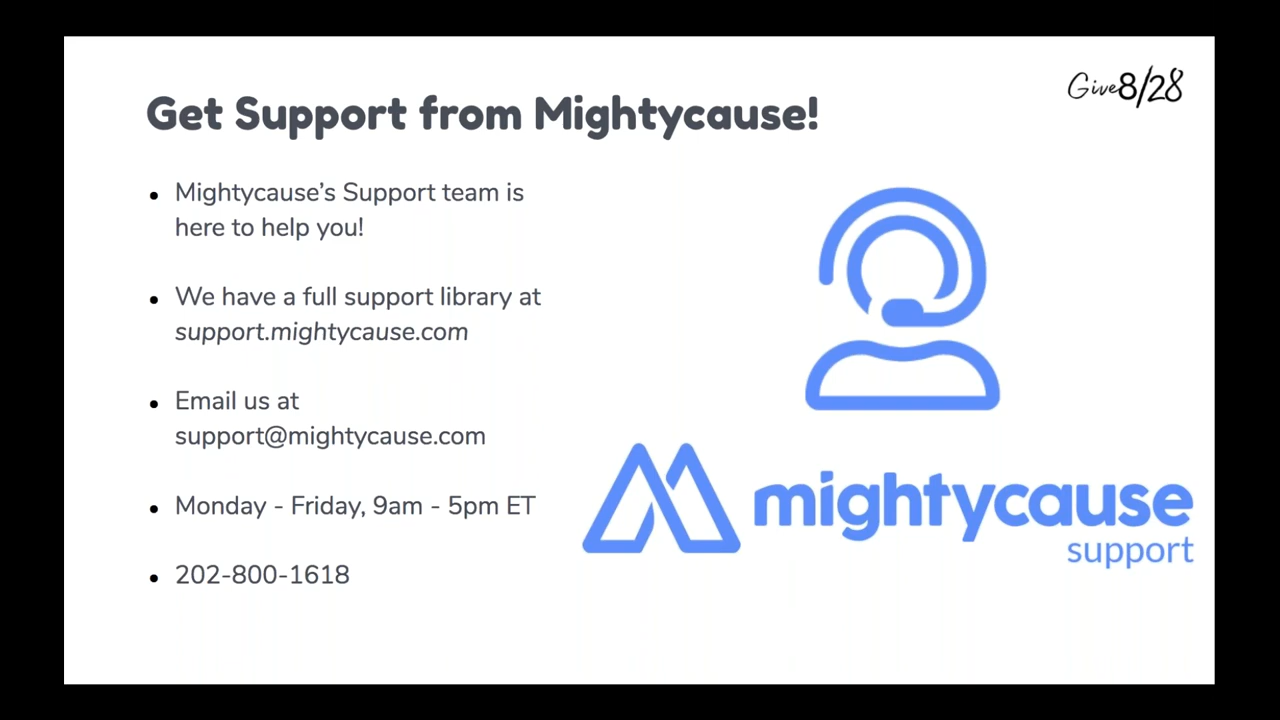 Give8/28
Get Support from Mightycause!
• Mightycause’s Support team is
here to help you!
• We have a full support library at
support.mightycause.com
• Email us at
support@mightycause.com
• Monday - Friday, 9am - 5pm ET
• 202-800-1618
mightycause
support